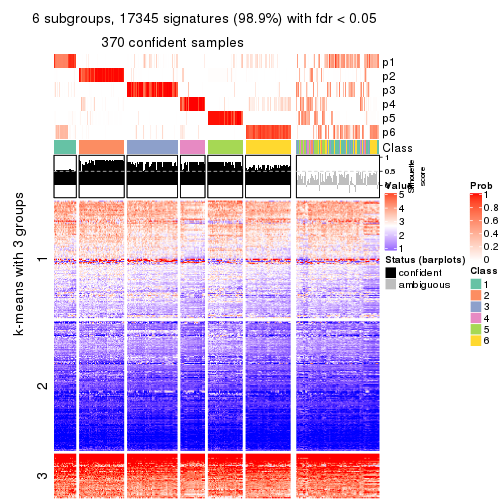 6 subgroups, 17345 signatures (98.9%) with fdr < 0.05
370 confident samples
p1
p2
p3
p4
p5
p6
Class
1
0.5
0
Silhouette
score
k-means with 3 groups
1
2
3
Value
5
4
3
2
1
Status (barplots)
confident
ambiguous
Prob
1
0.8
0.6
0.4
0.2
0
Class
1
2
3
4
5
6